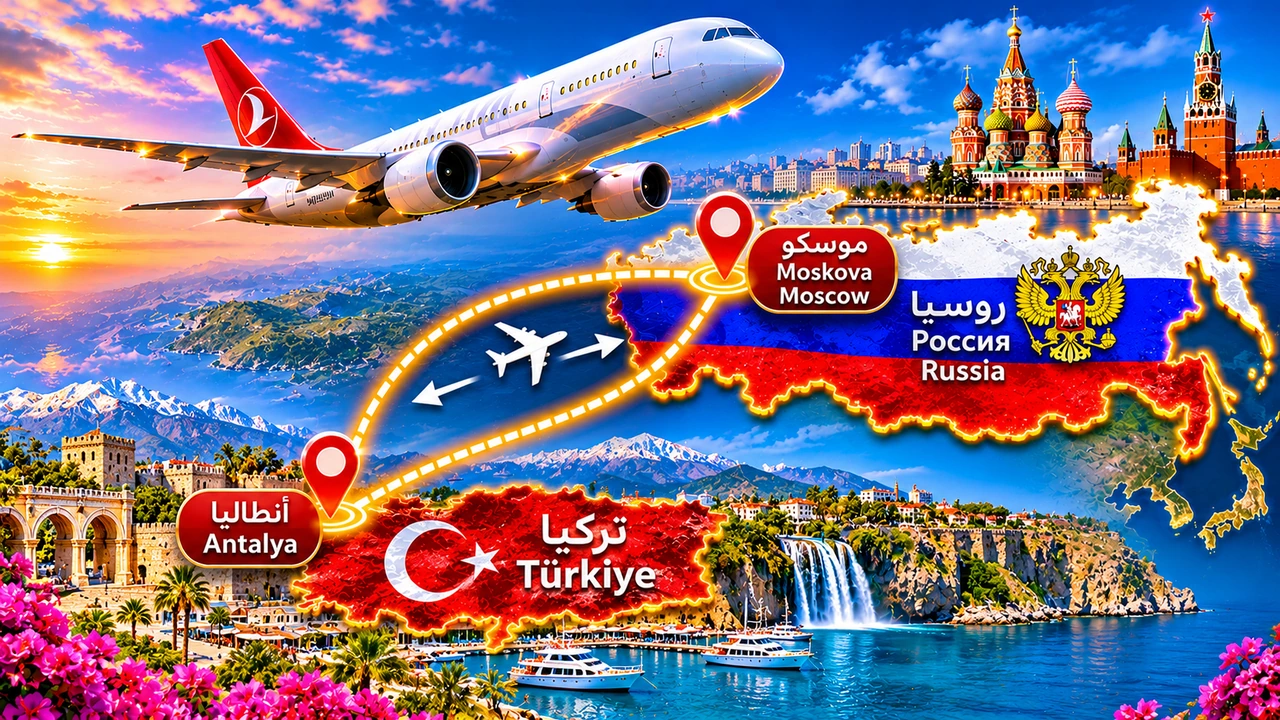 موسكو
Moskova
Moscow
روسيا
Россия
Russia
أنطاليا
Antalya
تركيا
Türkiye